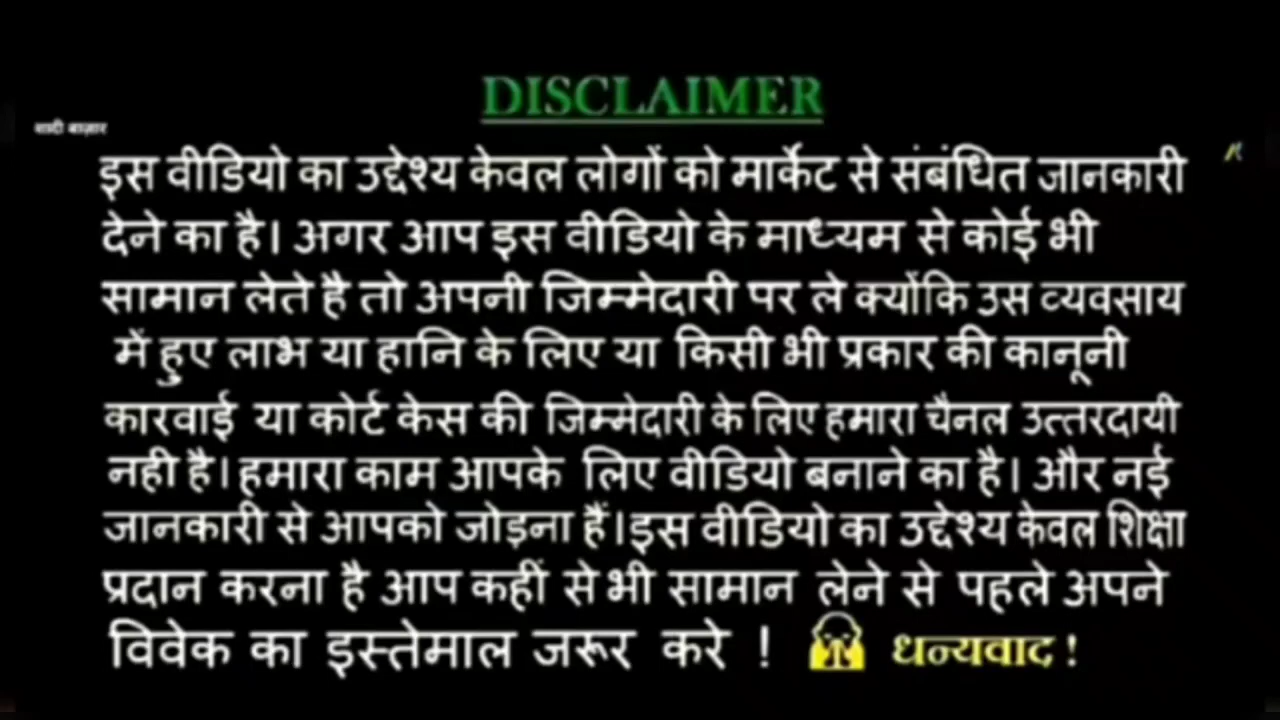 DISCLAIMER
शादी बाज़ार
इस वीडियो का उद्देश्य केवल लोगों को मार्केट से संबंधित जानकारी
देने का है। अगर आप इस वीडियो के माध्यम से कोई भी
सामान लेते है तो अपनी जिम्मेदारी पर ले क्योंकि उस व्यवसाय
में हुए लाभ या हानि के लिए या किसी भी प्रकार की कानूनी
कारवाई या कोर्ट केस की जिम्मेदारी के लिए हमारा चैनल उत्तरदायी
नही है। हमारा काम आपके लिए वीडियो बनाने का है। और नई
जानकारी से आपको जोड़ना हैं।इस वीडियो का उद्देश्य केवल शिक्षा
प्रदान करना है आप कहीं से भी सामान लेने से पहले अपने
विवेक का इस्तेमाल जरूर करे ! धन्यवाद !